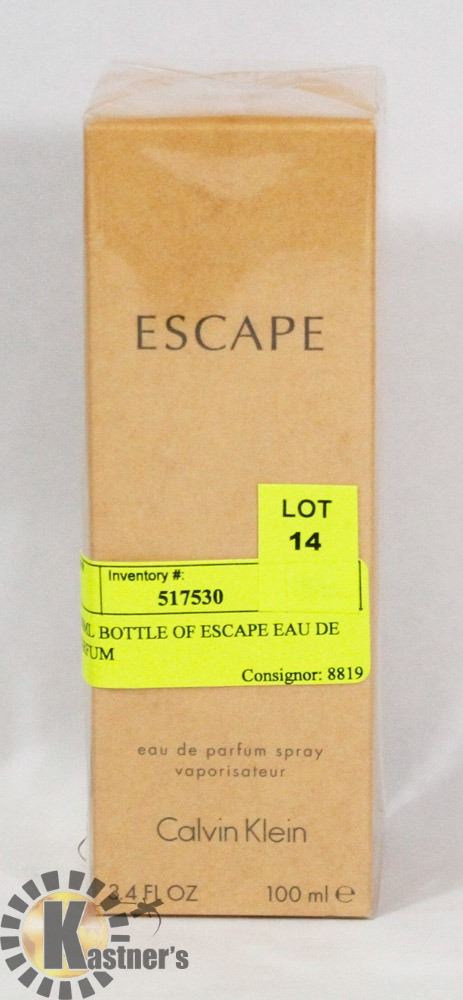 ESCAPE
LOT
14
Inventory #:
517530
ML BOTTLE OF ESCAPE EAU DE
Consignor: 8819
eau de parfum spray
vaporisateur
Calvin Klein
3.4 FL OZ 100 ml e
Kastner's